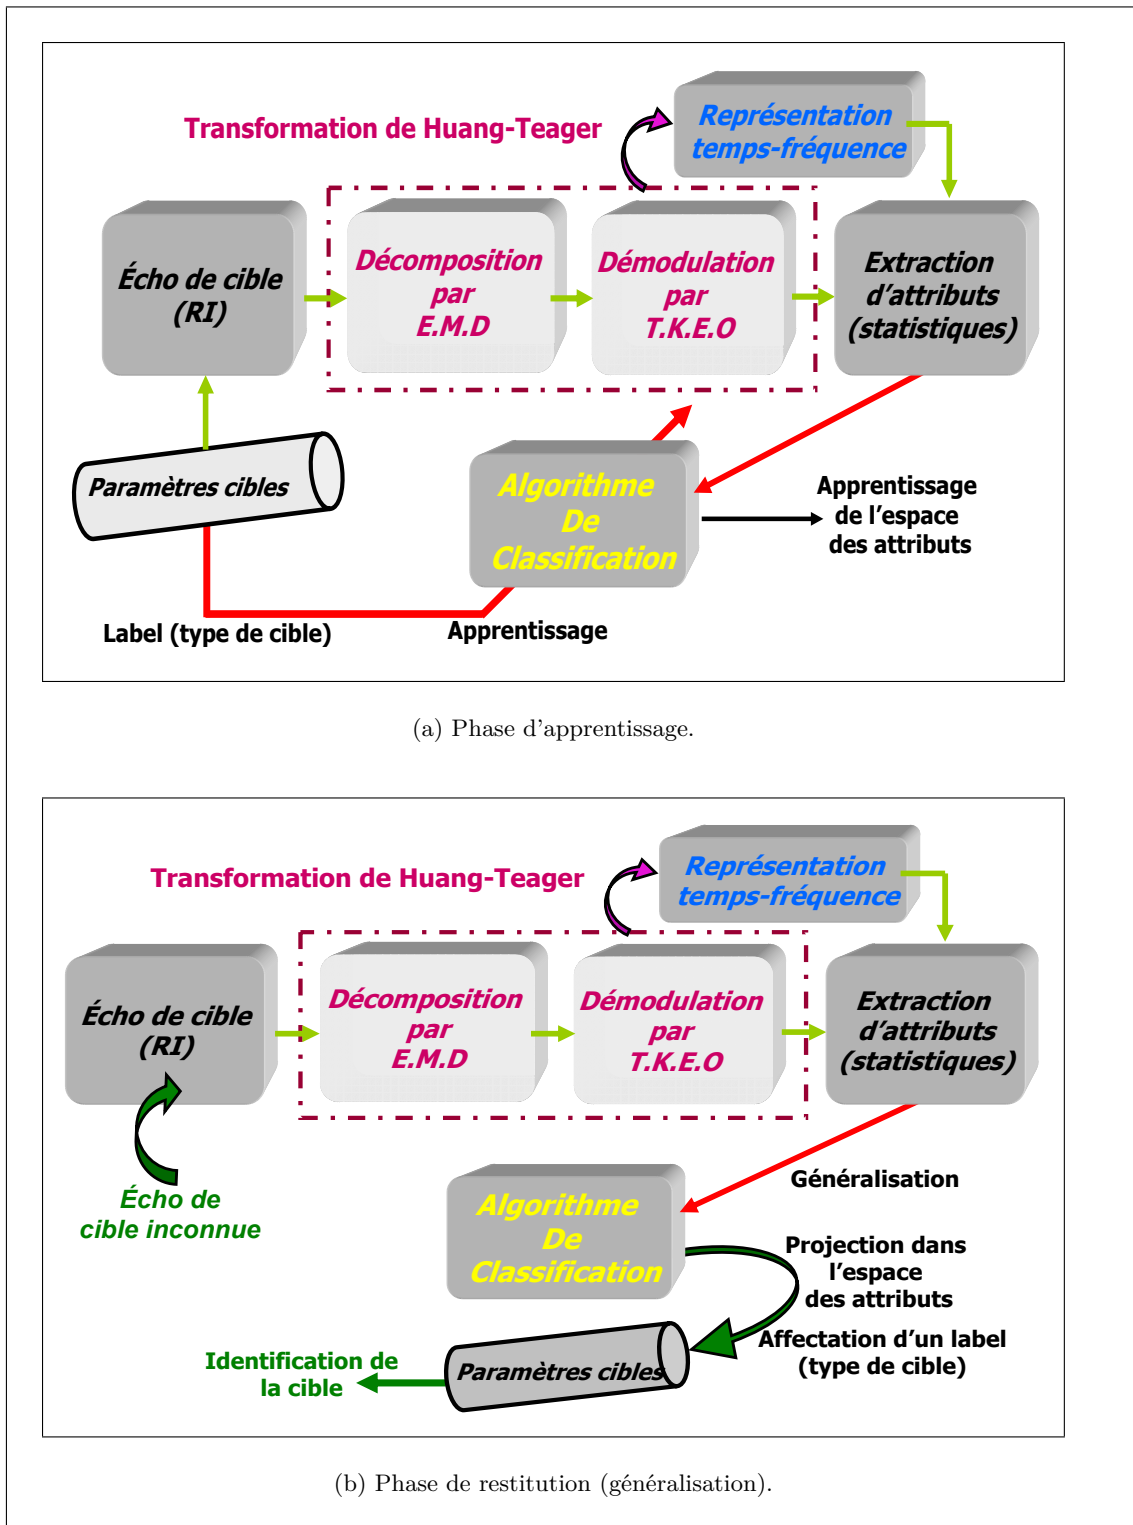 Transformation de Huang-Teager
Représentation
temps-fréquence
Écho de cible
(RI)
Décomposition
par
E.M.D
Démodulation
par
T.K.E.O
Extraction
d'attributs
(statistiques)
Paramètres cibles
Algorithme
De
Classification
Apprentissage
de l'espace
des attributs
Label (type de cible)
Apprentissage
(a) Phase d'apprentissage.
Transformation de Huang-Teager
Représentation
temps-fréquence
Écho de cible
(RI)
Décomposition
par
E.M.D
Démodulation
par
T.K.E.O
Extraction
d'attributs
(statistiques)
Écho de
cible inconnue
Algorithme
De
Classification
Généralisation
Projection dans
l'espace
des attributs
Affectation d'un label
(type de cible)
Paramètres cibles
Identification de
la cible
(b) Phase de restitution (généralisation).